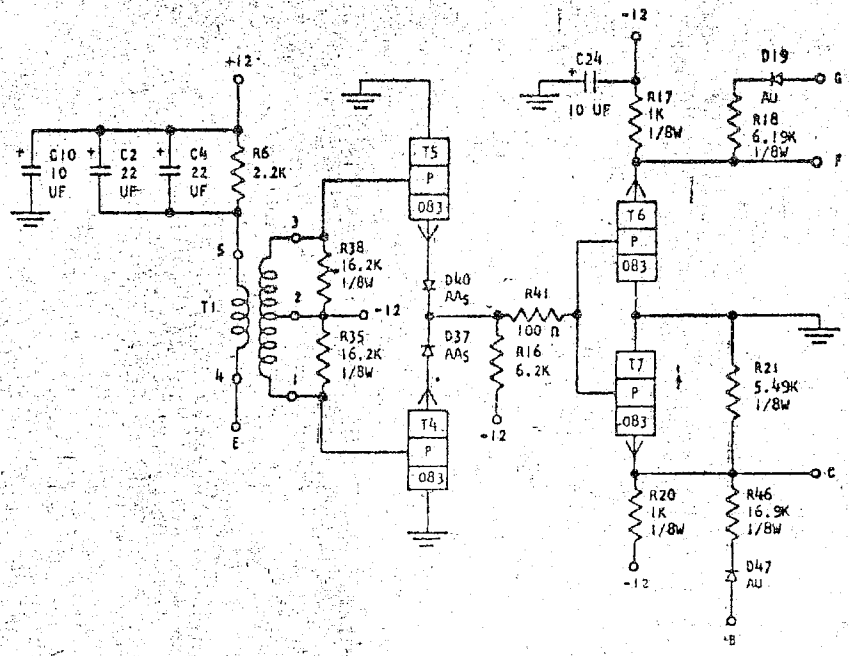 -12
+12
C24
+
10 UF
R17
1K
1/8W
D19
AU
G
R18
6.19K
1/8W
F
+
C10
10
UF
+
C2
22
UF
+
C4
22
UF
R6
2.2K
T5
P
083
T6
P
083
5
3
R38
16.2K
1/8W
D40
AAS
T1
2
-12
R41
100 Ω
R35
16.2K
1/8W
D37
AAS
R16
6.2K
T7
P
083
R21
5.49K
1/8W
4
1
E
T4
P
083
-12
C
R20
1K
1/8W
R46
16.9K
1/8W
-12
D47
AU
B